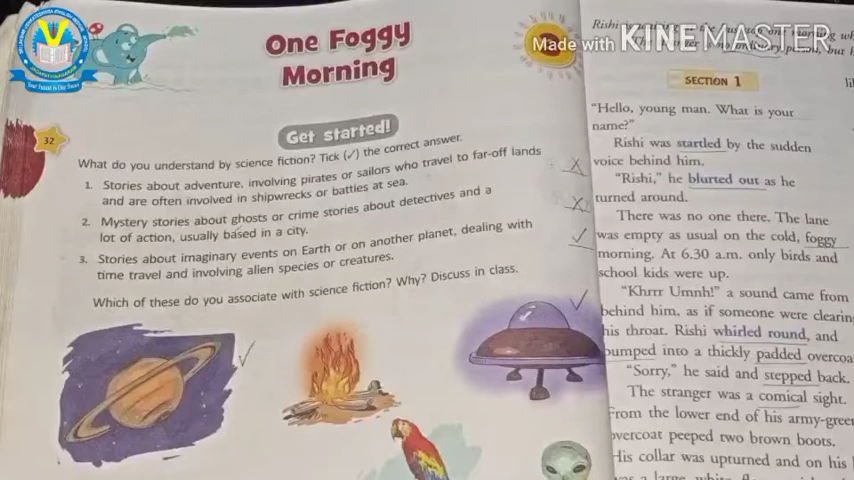 One Foggy
Morning
Get started!
32
What do you understand by science fiction? Tick (✓) the correct answer.
1. Stories about adventure, involving pirates or sailors who travel to far-off lands
and are often involved in shipwrecks or battles at sea.
2. Mystery stories about ghosts or crime stories about detectives and a
lot of action, usually based in a city.
3. Stories about imaginary events on Earth or on another planet, dealing with
time travel and involving alien species or creatures.
Which of these do you associate with science fiction? Why? Discuss in class.
Made with KINEMASTER
SECTION 1
"Hello, young man. What is your
name?"
Rishi was startled by the sudden
voice behind him.
"Rishi," he blurted out as he
turned around.
There was no one there. The lane
was empty as usual on the cold, foggy
morning. At 6.30 a.m. only birds and
school kids were up.
"Khrrr Umnh!" a sound came from
behind him, as if someone were clearing
his throat. Rishi whirled round, and
bumped into a thickly padded overcoa
"Sorry," he said and stepped back.
The stranger was a comical sight.
From the lower end of his army-green
overcoat peeped two brown boots.
His collar was upturned and on his